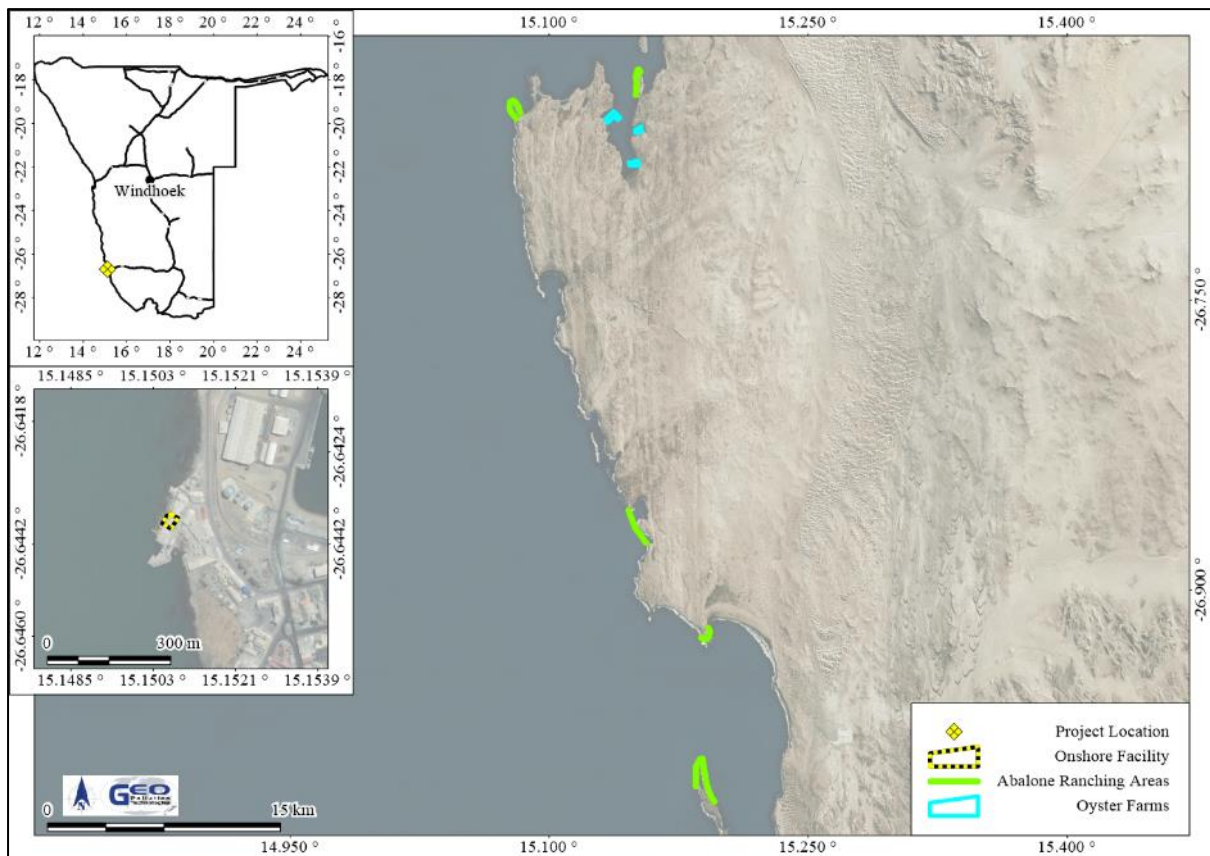 12 ° 14 ° 16 ° 18 ° 20 ° 22 ° 24 ° -16 °
-18 °
-20 °
-22 °
-24 °
-26 °
-28 °
-18 °
-20 °
-22 °
-24 °
-26 °
-28 °
Windhoek
12 ° 14 ° 16 ° 18 ° 20 ° 22 ° 24 °
15.1485 ° 15.1503 ° 15.1521 ° 15.1539 °
-26.6418 °
-26.6442 °
-26.6460 °
-26.6424 °
-26.6442 °
0 300 m
15.1485 ° 15.1503 ° 15.1521 ° 15.1539 °
15.100 ° 15.250 ° 15.400 °
-26.750 °
-26.900 °
Project Location
Onshore Facility
Abalone Ranching Areas
Oyster Farms
N
GEO
0 15 km
14.950 ° 15.100 ° 15.250 ° 15.400 °